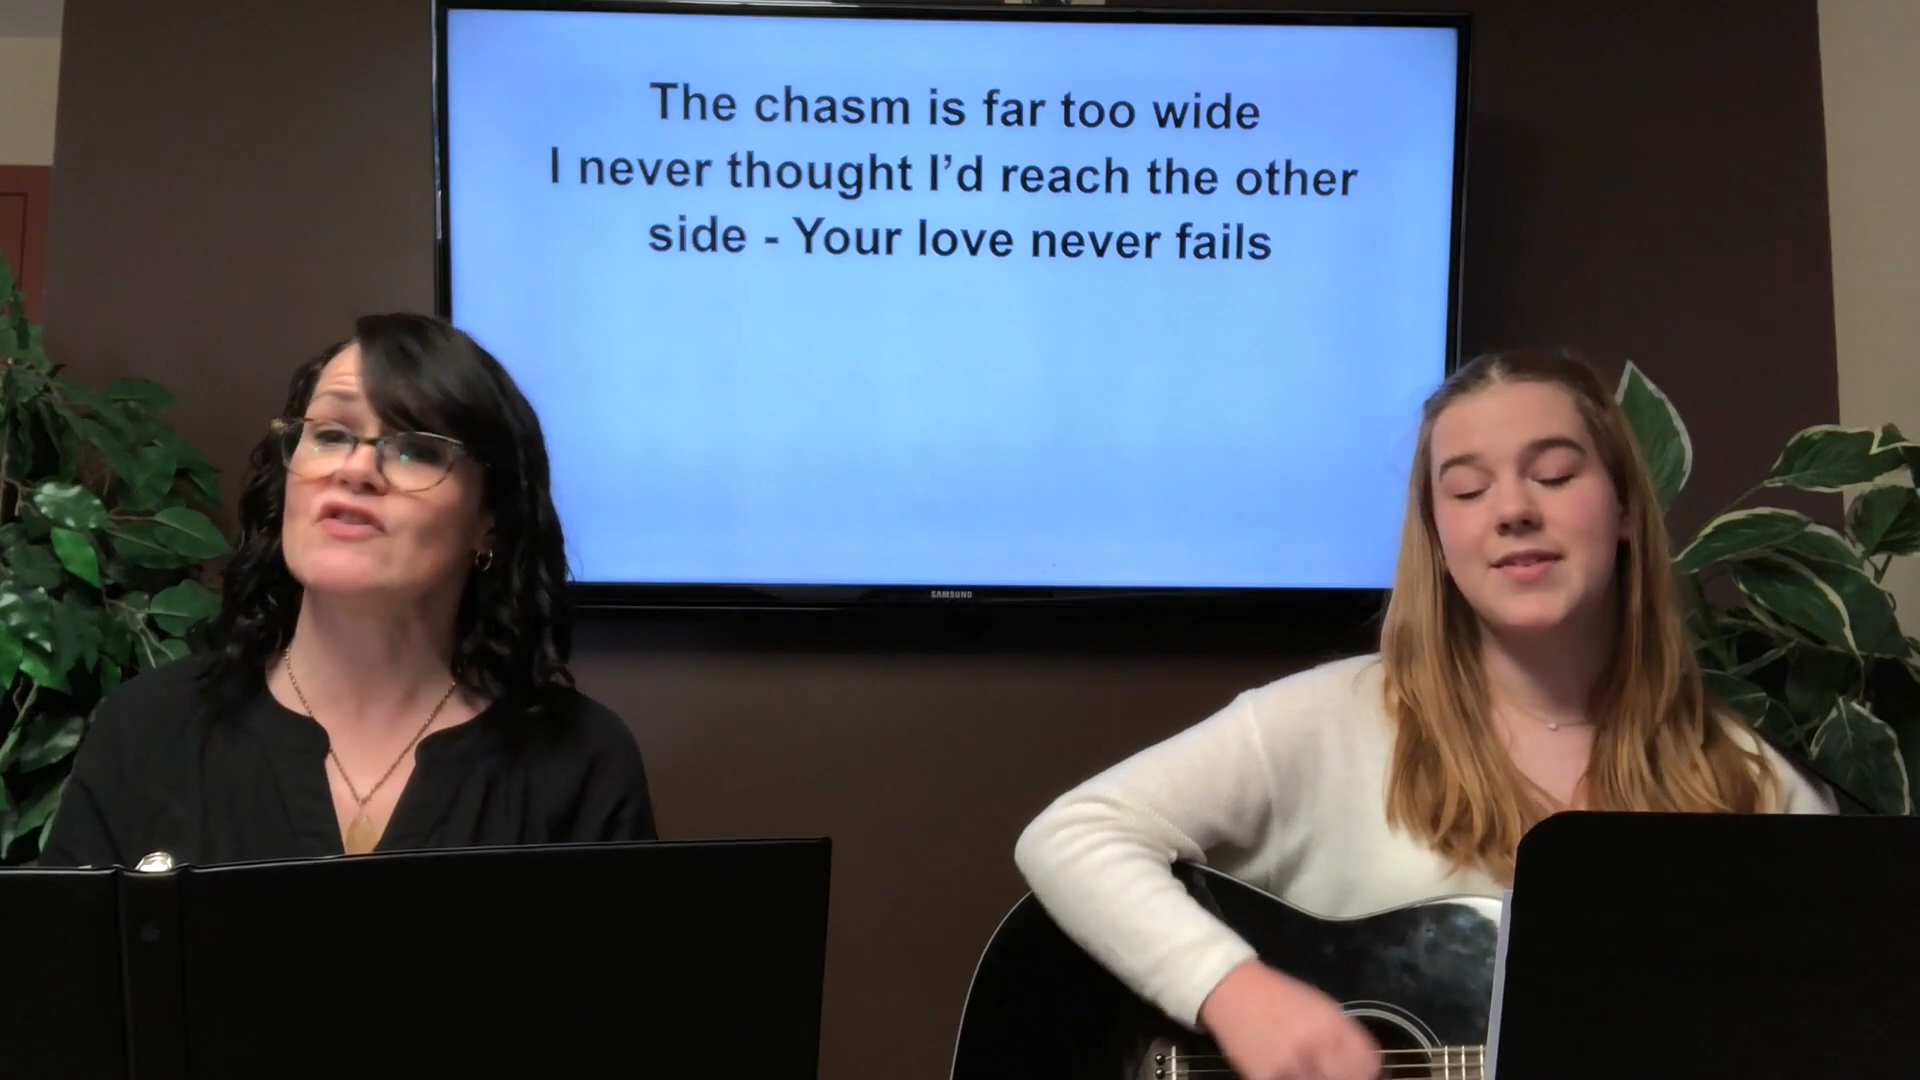 The chasm is far too wide
I never thought I’d reach the other
side - Your love never fails
SAMSUNG